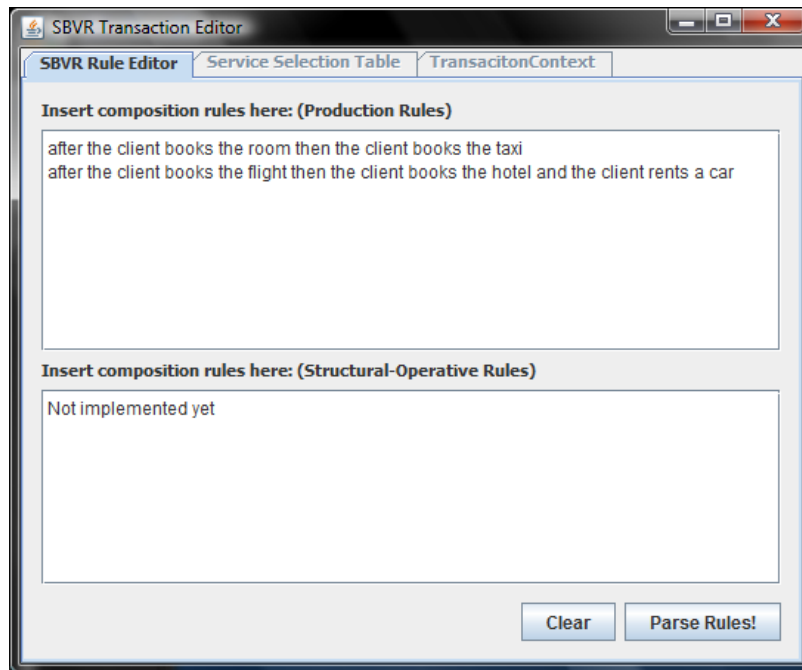 SBVR Transaction Editor
SBVR Rule Editor
Service Selection Table
TransacitonContext
Insert composition rules here: (Production Rules)
after the client books the room then the client books the taxi
after the client books the flight then the client books the hotel and the client rents a car
Insert composition rules here: (Structural-Operative Rules)
Not implemented yet
Clear
Parse Rules!